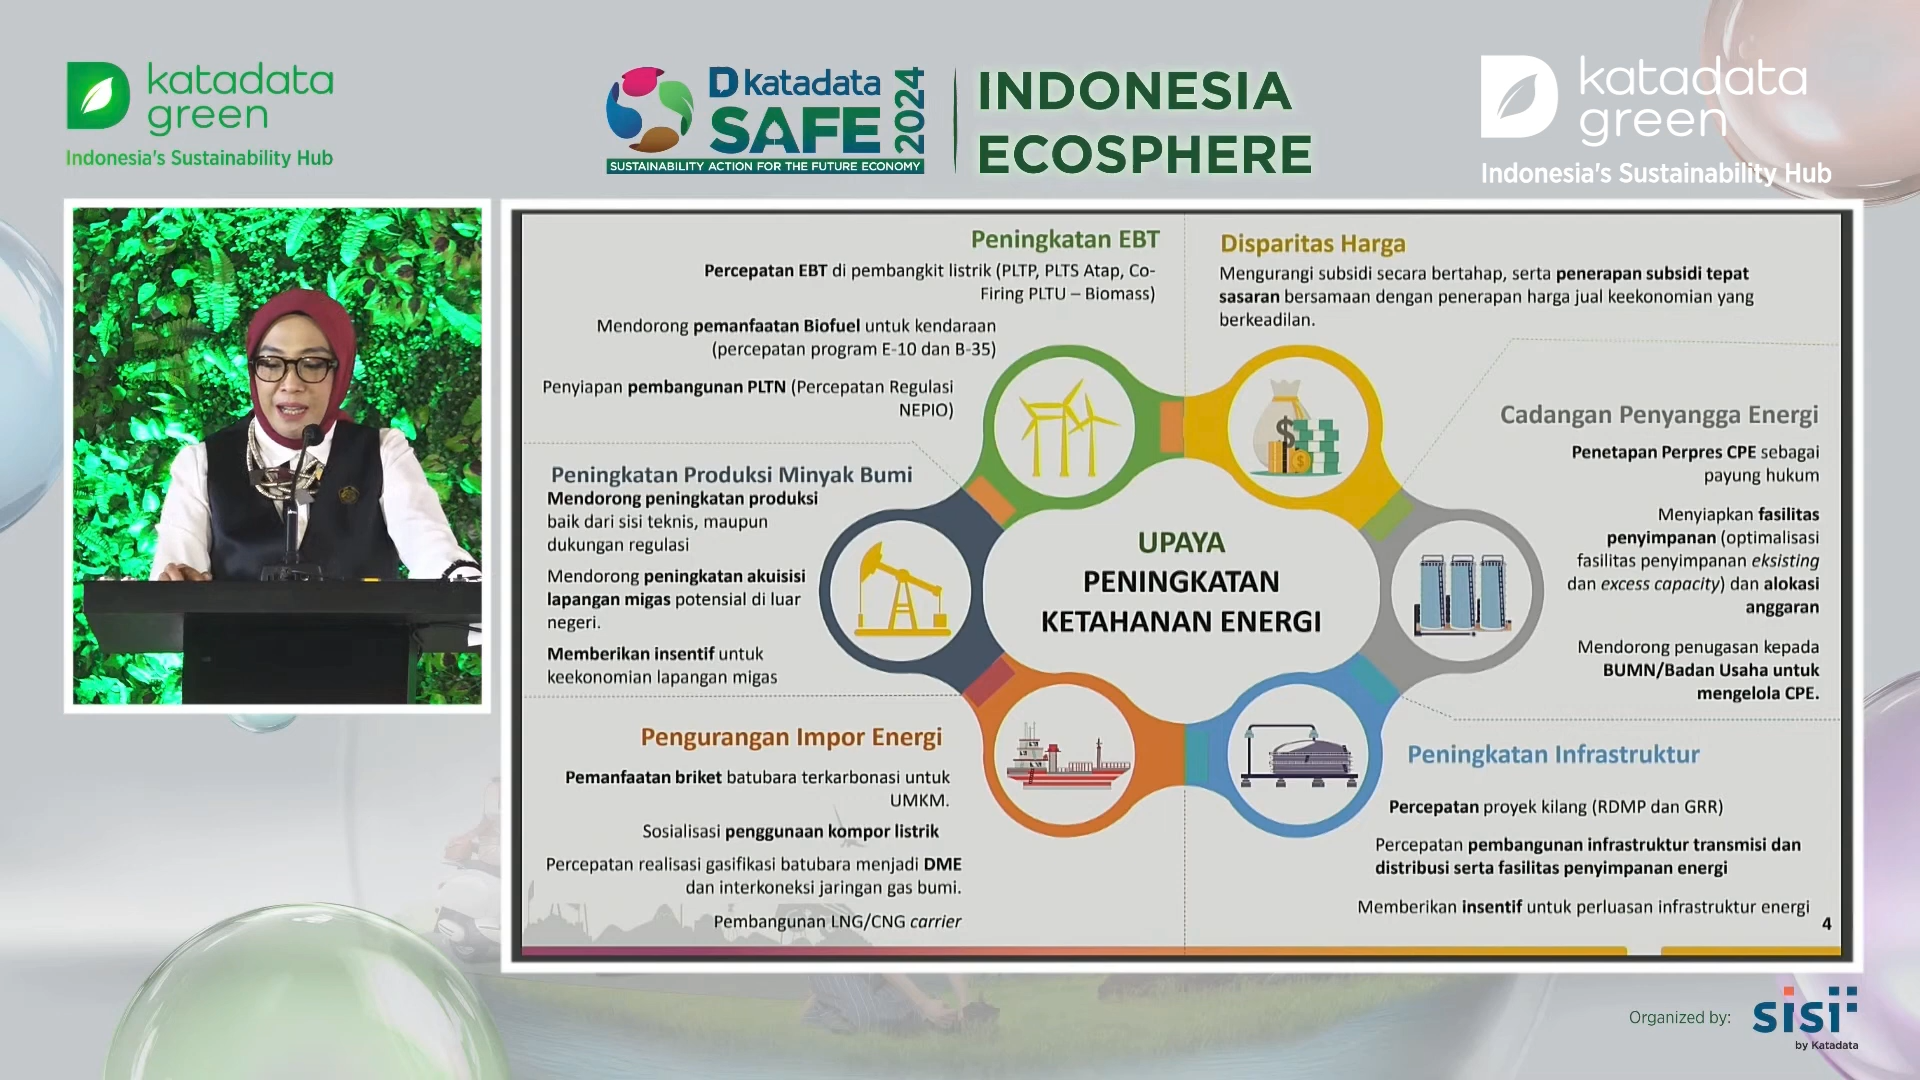 katadata
green
Indonesia's Sustainability Hub
katadata
SAFE
2024
SUSTAINABILITY ACTION FOR THE FUTURE ECONOMY
INDONESIA
ECOSPHERE
katadata
green
Indonesia's Sustainability Hub
Peningkatan EBT
Percepatan EBT di pembangkit listrik (PLTP, PLTS Atap, Co-
Firing PLTU – Biomass)
Mendorong pemanfaatan Biofuel untuk kendaraan
(percepatan program E-10 dan B-35)
Penyiapan pembangunan PLTN (Percepatan Regulasi
NEPIO)
Disparitas Harga
Mengurangi subsidi secara bertahap, serta penerapan subsidi tepat
sasaran bersamaan dengan penerapan harga jual keekonomian yang
berkeadilan.
Cadangan Penyangga Energi
Penetapan Perpres CPE sebagai
payung hukum
Menyiapkan fasilitas
penyimpanan (optimalisasi
fasilitas penyimpanan eksisting
dan excess capacity) dan alokasi
anggaran
Mendorong penugasan kepada
BUMN/Badan Usaha untuk
mengelola CPE.
Peningkatan Produksi Minyak Bumi
Mendorong peningkatan produksi
baik dari sisi teknis, maupun
dukungan regulasi
Mendorong peningkatan akuisisi
lapangan migas potensial di luar
negeri.
Memberikan insentif untuk
keekonomian lapangan migas
UPAYA
PENINGKATAN
KETAHANAN ENERGI
$
$
Pengurangan Impor Energi
Pemanfaatan briket batubara terkarbonasi untuk
UMKM.
Sosialisasi penggunaan kompor listrik
Percepatan realisasi gasifikasi batubara menjadi DME
dan interkoneksi jaringan gas bumi.
Pembangunan LNG/CNG carrier
Peningkatan Infrastruktur
Percepatan proyek kilang (RDMP dan GRR)
Percepatan pembangunan infrastruktur transmisi dan
distribusi serta fasilitas penyimpanan energi
Memberikan insentif untuk perluasan infrastruktur energi
4
Organized by:
sisi
by Katadata